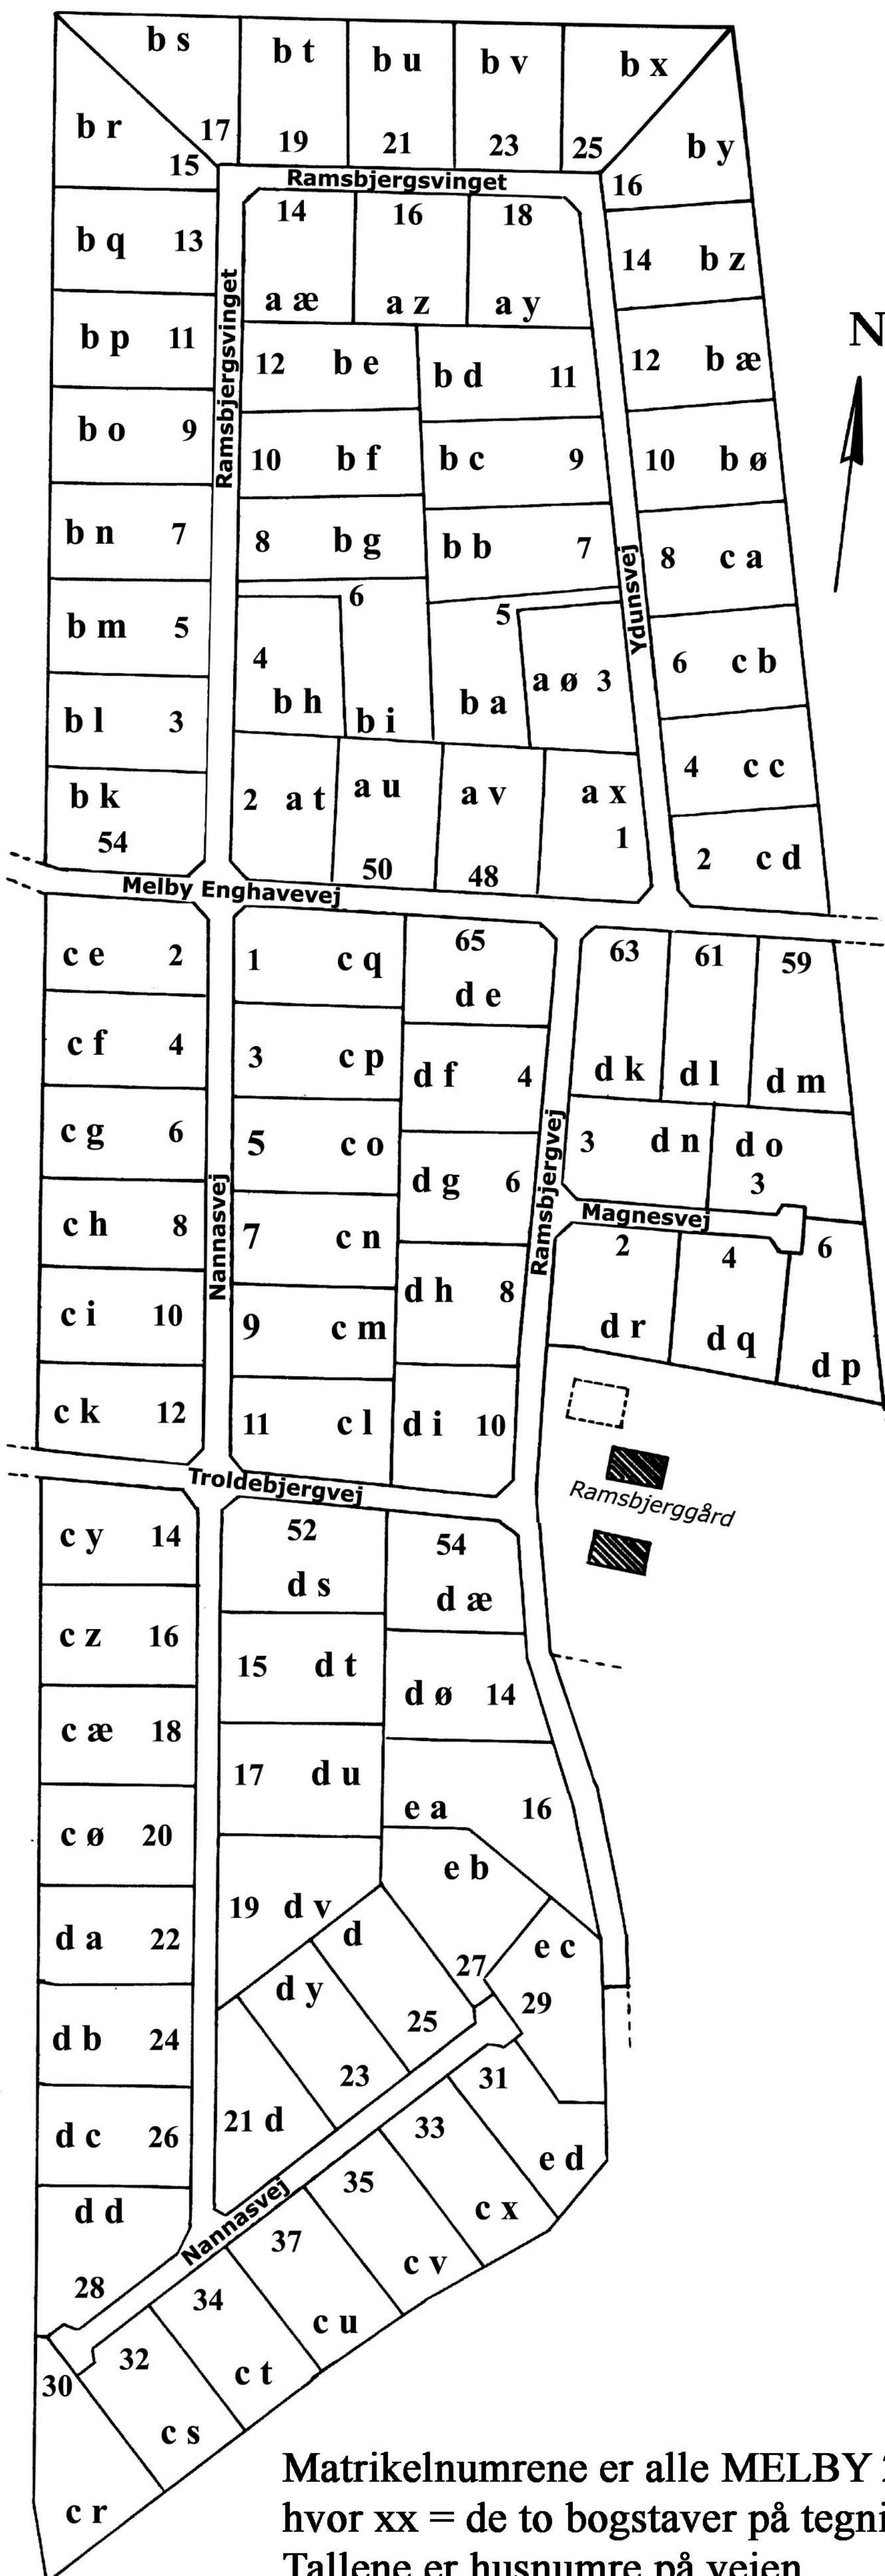 b s
b t
b u
b v
b x
b r
17
19
21
23
25
b y
15
Ramsbjergsvinget
16
14
16
18
b q 13
14 b z
a æ
a z
a y
Ramsbjergsvinget
N
b p 11
12 b e
b d 11
12 b æ
b o 9
10 b f
b c 9
10 b ø
b n 7
8 b g
b b 7
8 c a
Ydunsvej
6
5
b m 5
4
b h
b i
b a
a ø 3
6 c b
b l 3
4 c c
b k
54
2 a t
a u
50
a v
48
a x
1
2 c d
Melby Enghavevej
c e 2
1 c q
65
d e
63
61
59
c f 4
3 c p
d f 4
d k
d l
d m
c g 6
5 c o
d g 6
Ramsbjergvej
3 d n
d o
3
Nannasvej
Magnesvej
c h 8
7 c n
2
4
6
c i 10
9 c m
d h 8
d r
d q
d p
c k 12
11 c l
d i 10
Troldebjergvej
Ramsbjerggård
c y 14
52
d s
54
d æ
c z 16
15 d t
d ø 14
c æ 18
17 d u
e a 16
c ø 20
e b
19 d v
d
e c
d a 22
27
d y
29
25
d b 24
23
31
21 d
33
d c 26
e d
35
c x
d d
Nannasvej
37
c v
28
34
c u
32
30
c t
c s
c r
Matrikelnumrene er alle MELBY
hvor xx = de to bogstaver på tegni
Tallene er husnumre på vejen